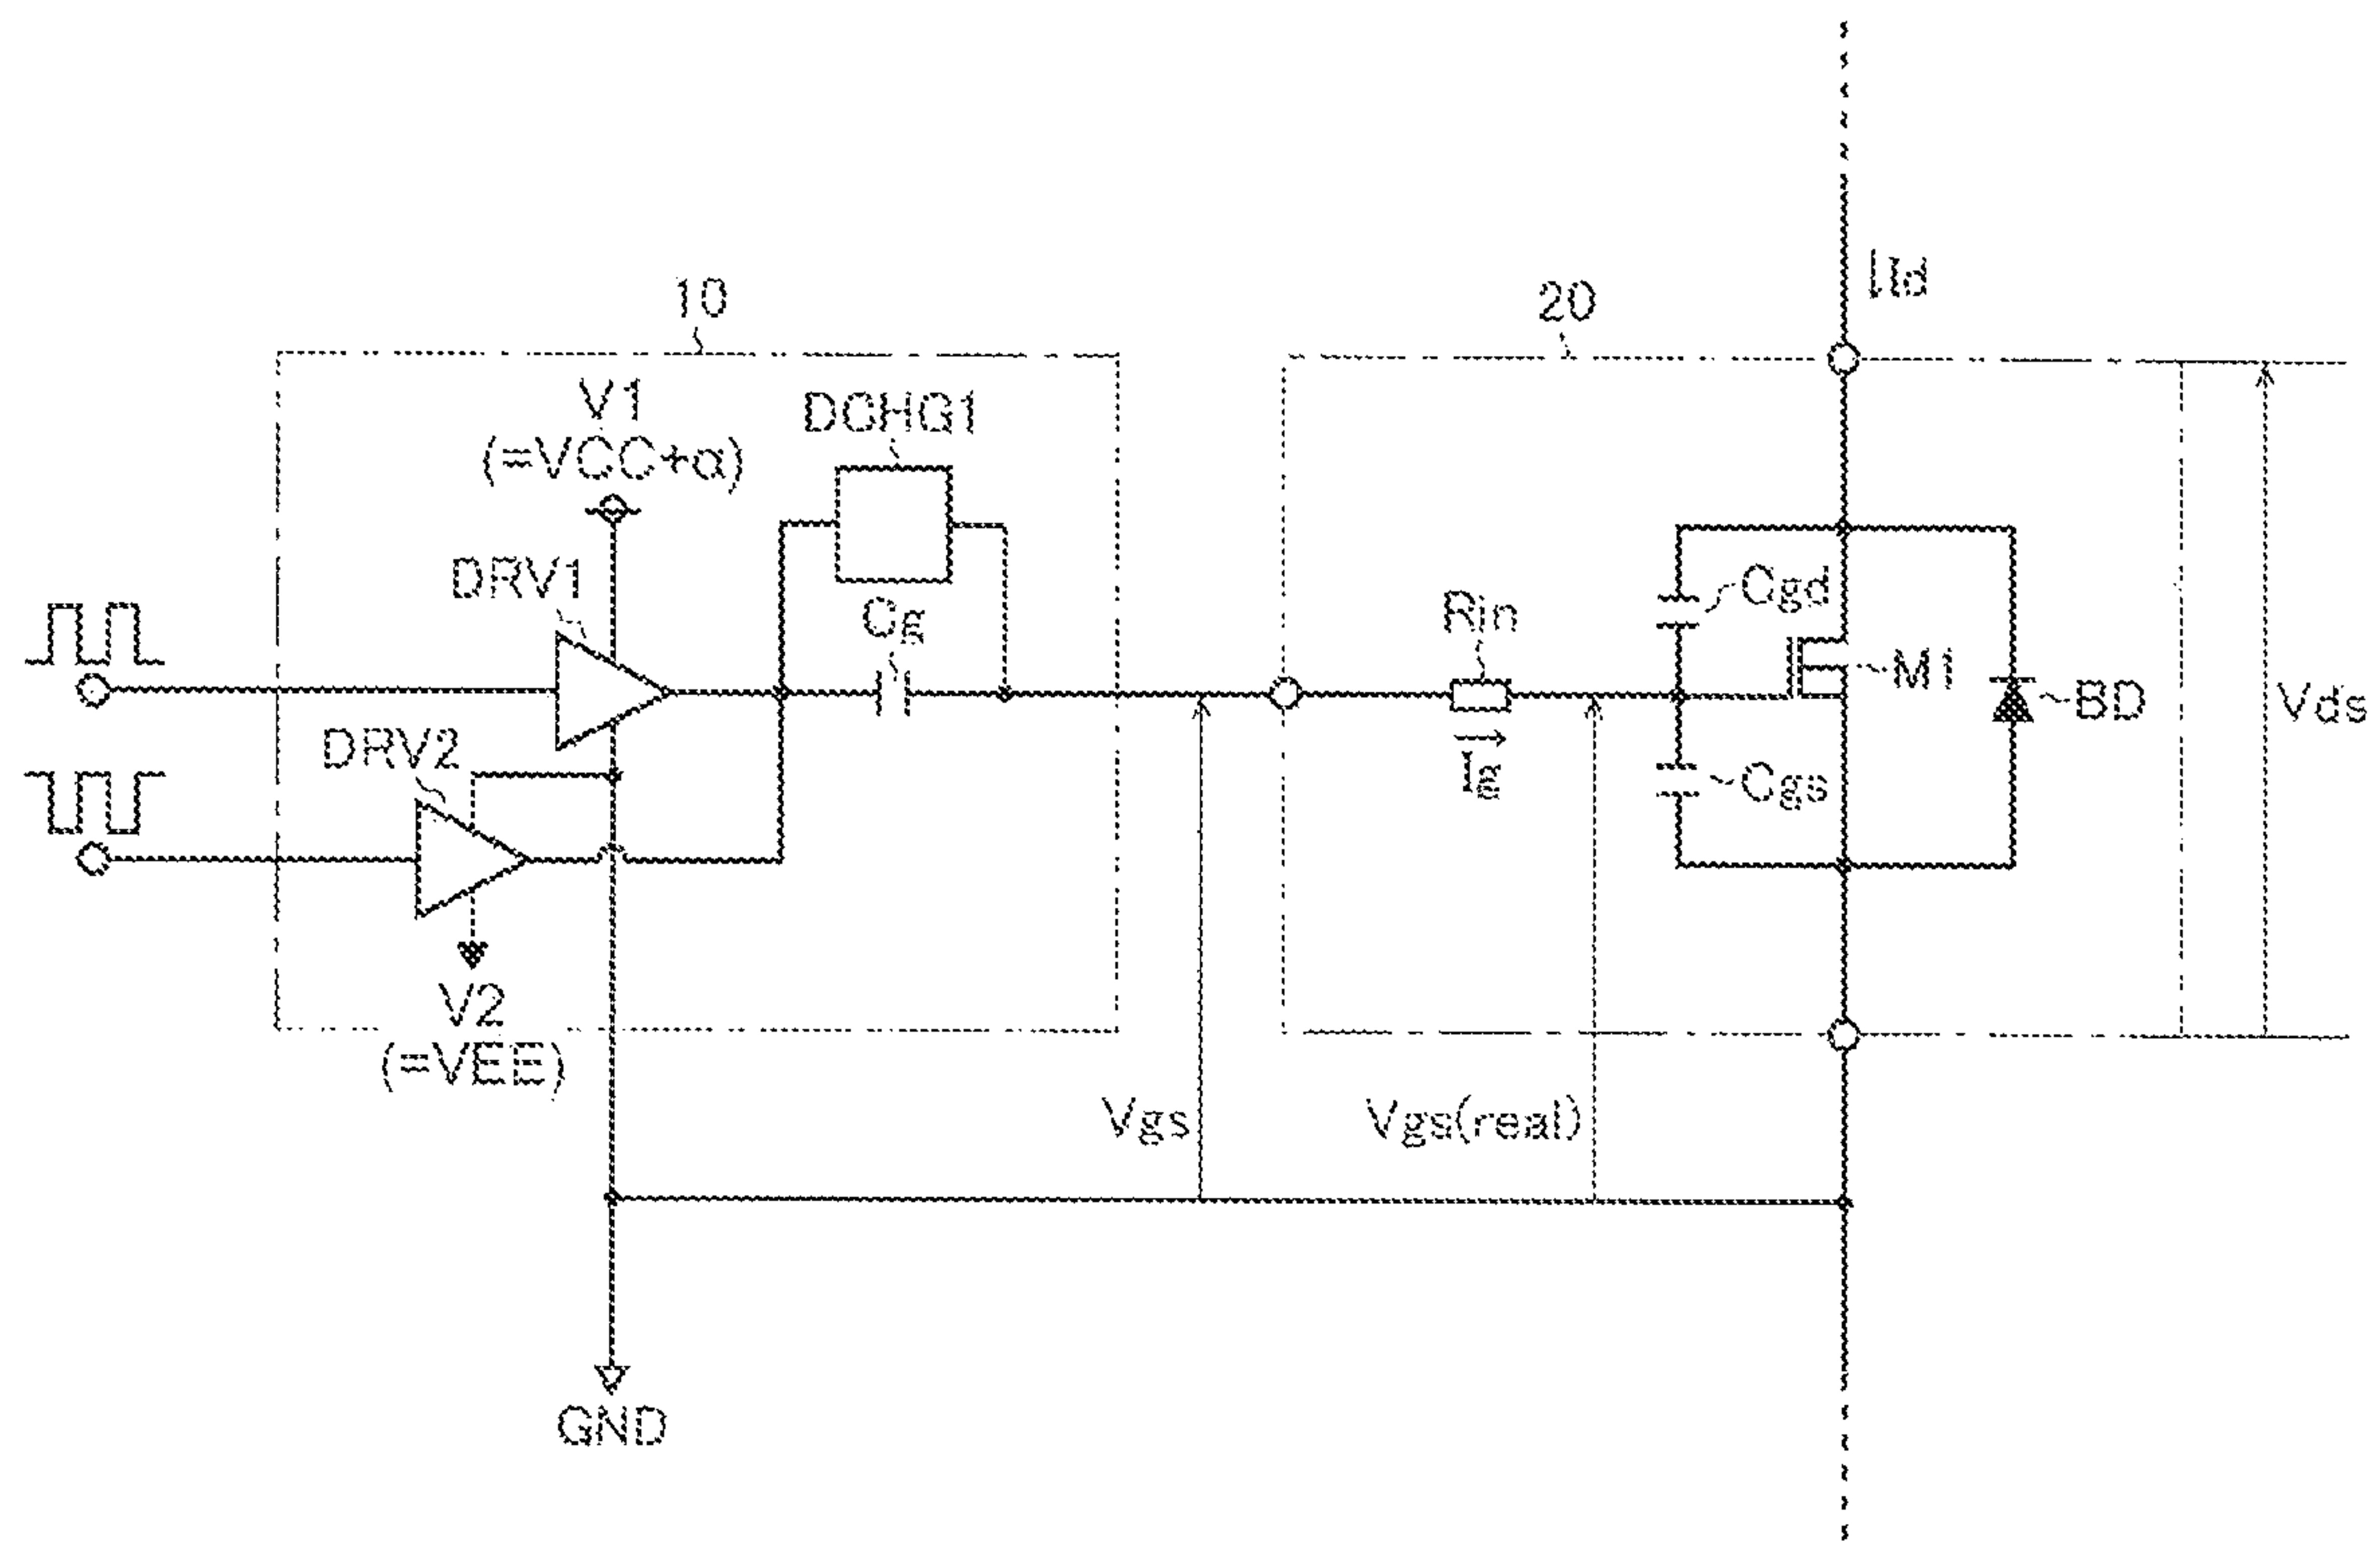 10
20
↓Id
V1
(=VCC+α)
DCHG1
DRV1
Cg
Rin
Cgd
M1
BD
Vds
DRV2
Ig
Cgs
V2
(=VEE)
Vgs
Vgs(real)
GND